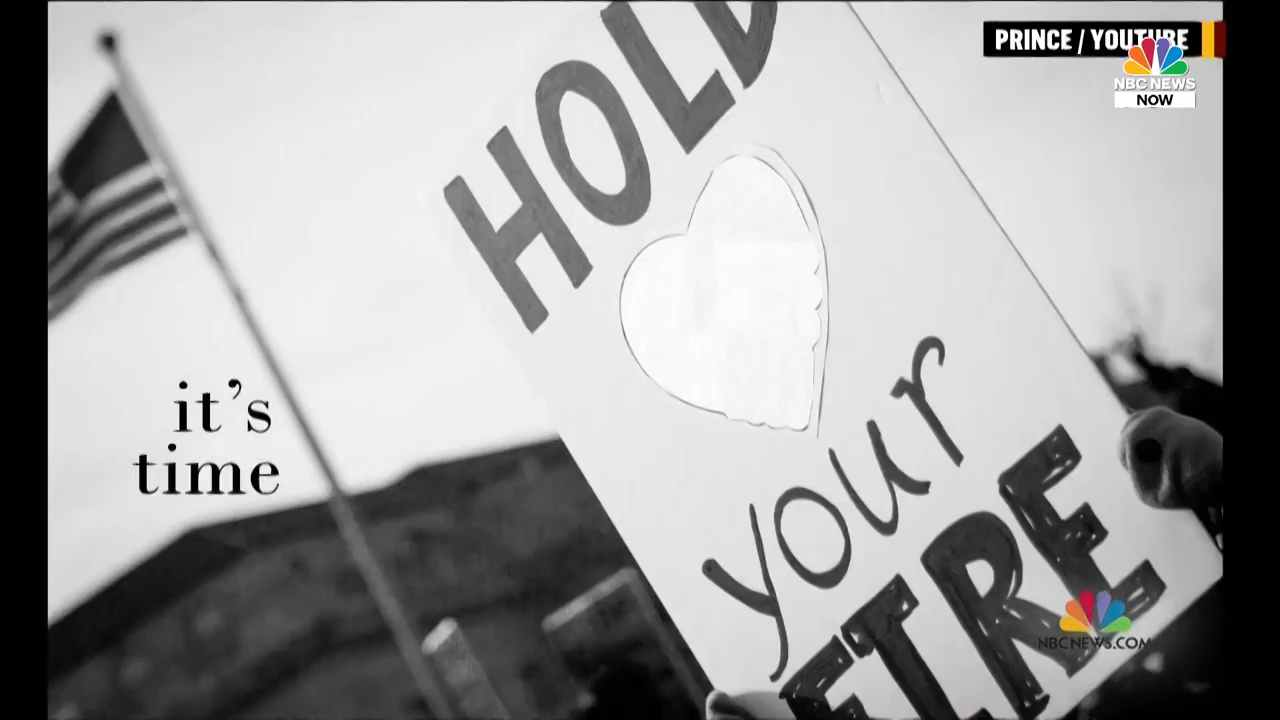 PRINCE / YOUTUBE
NBC NEWS
NOW
HOLD
your
FIRE
it's
time
NBCNEWS.COM